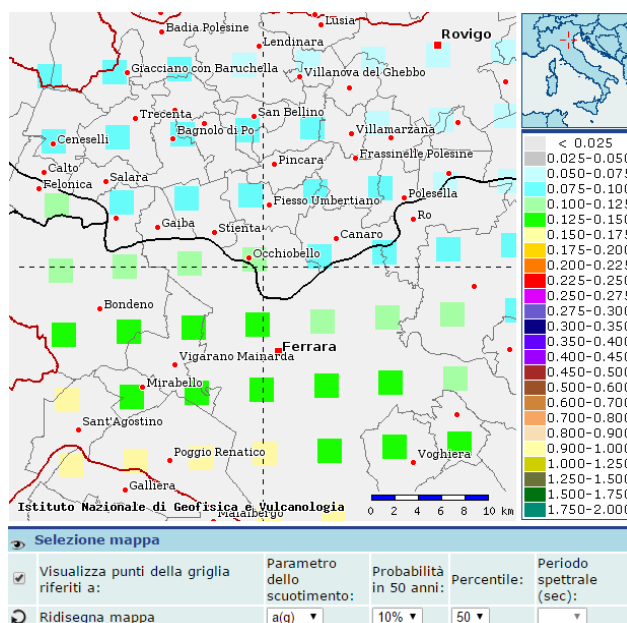 Badia Polesine
Lusia
Lendinara
Rovigo
Giacciano con Baruchella
Villanova del Ghebbo
Trecenta
San Bellino
Bagnolo di Po
Villamarzana
Ceneselli
Frassinelle Polesine
Pincara
Calto
Salara
Felonica
Polesella
Fiesso Umbertiano
Ro
Gaiba
Stienta
Canaro
Occhiobello
Bondeno
Ferrara
Vigarano Mainarda
Mirabello
Sant'Agostino
Poggio Renatico
Voghiera
Galliera
Istituto Nazionale di Geofisica e Vulcanologia
Malalbergo
0 2 4 6 8 10 km
< 0.025
0.025-0.050
0.050-0.075
0.075-0.100
0.100-0.125
0.125-0.150
0.150-0.175
0.175-0.200
0.200-0.225
0.225-0.250
0.250-0.275
0.275-0.300
0.300-0.350
0.350-0.400
0.400-0.450
0.450-0.500
0.500-0.600
0.600-0.700
0.700-0.800
0.800-0.900
0.900-1.000
1.000-1.250
1.250-1.500
1.500-1.750
1.750-2.000
Selezione mappa
Visualizza punti della griglia riferiti a:
Parametro dello scuotimento:
Probabilità in 50 anni:
Percentile:
Periodo spettrale (sec):
Ridisegna mappa
a(g)
10%
50